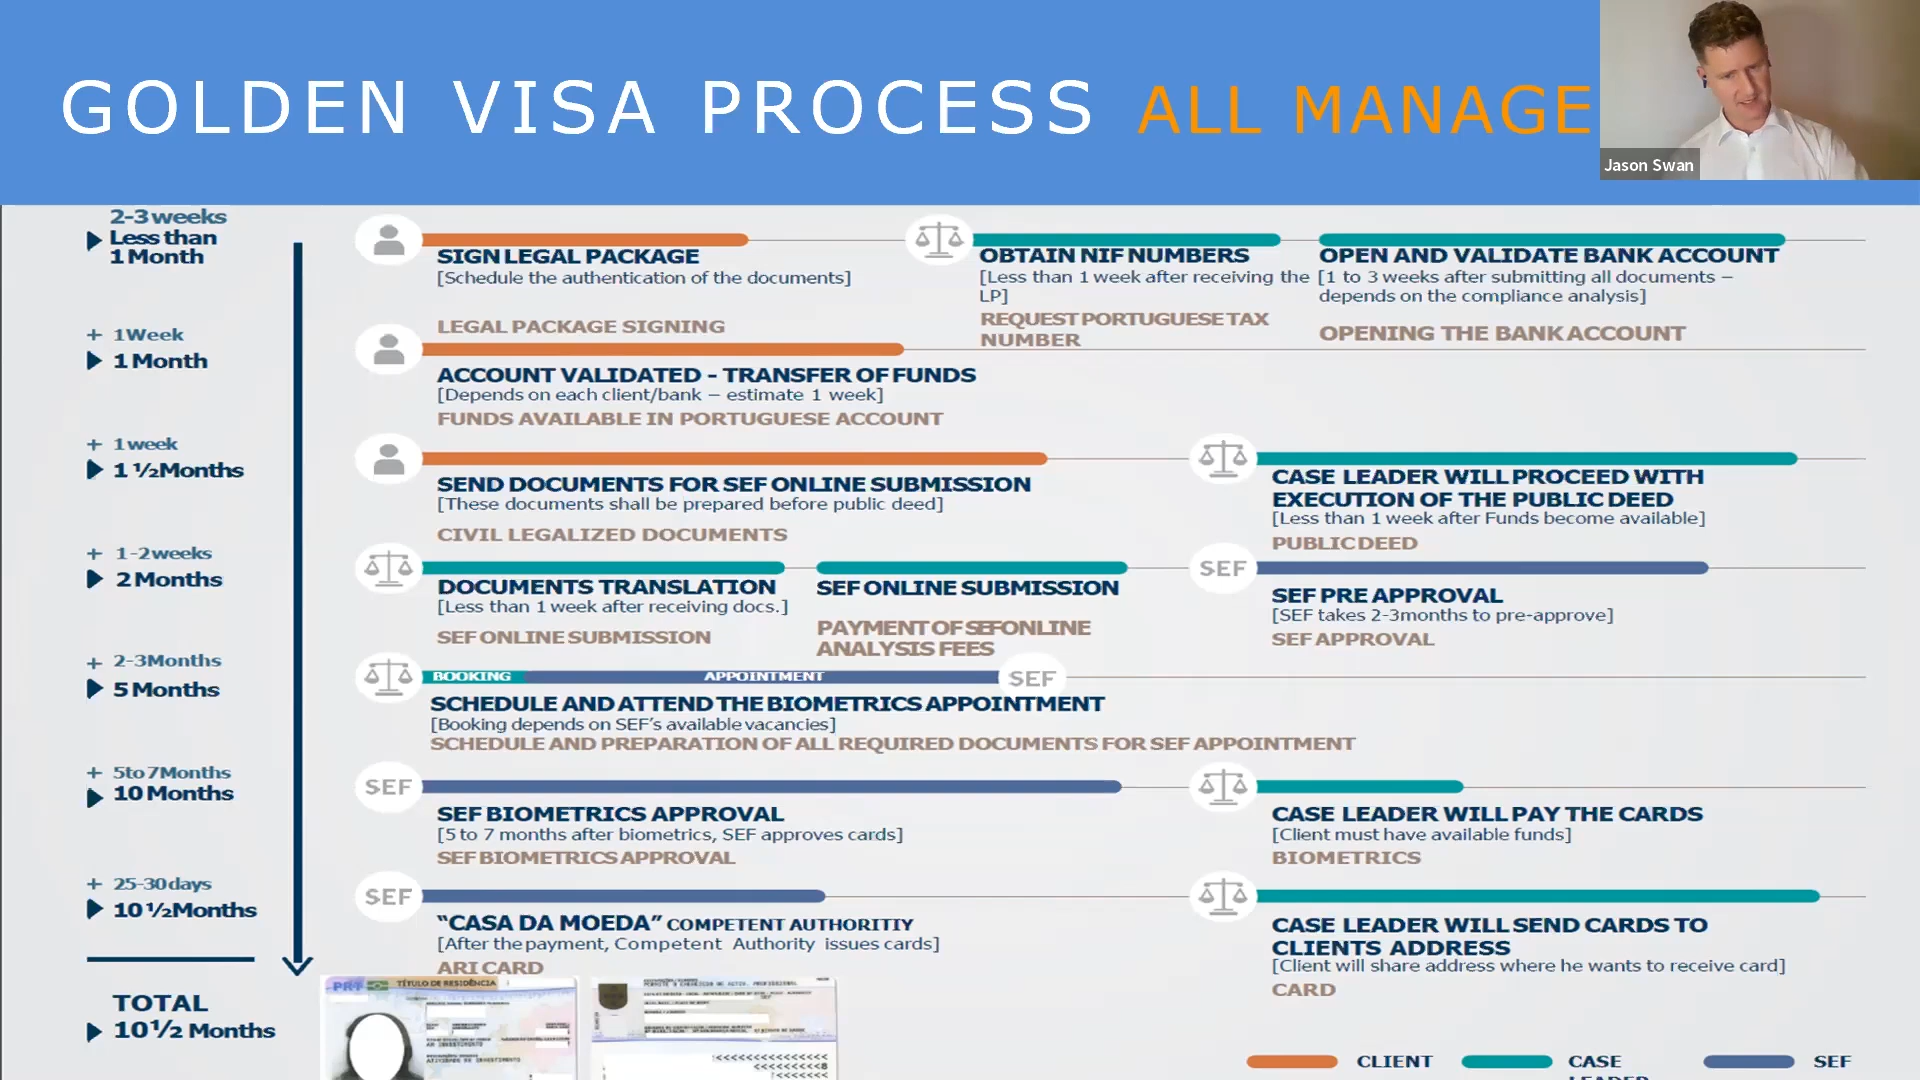 GOLDEN VISA PROCESS ALL MANAGE
Jason Swan
2-3 weeks
Less than
1 Month
SIGN LEGAL PACKAGE
[Schedule the authentication of the documents]
LEGAL PACKAGE SIGNING
OBTAIN NIF NUMBERS
[Less than 1 week after receiving the
LP]
REQUEST PORTUGUESE TAX
NUMBER
OPEN AND VALIDATE BANK ACCOUNT
[1 to 3 weeks after submitting all documents –
depends on the compliance analysis]
OPENING THE BANK ACCOUNT
+ 1 Week
1 Month
ACCOUNT VALIDATED - TRANSFER OF FUNDS
[Depends on each client/bank – estimate 1 week]
FUNDS AVAILABLE IN PORTUGUESE ACCOUNT
+ 1 week
1 ½ Months
SEND DOCUMENTS FOR SEF ONLINE SUBMISSION
[These documents shall be prepared before public deed]
CIVIL LEGALIZED DOCUMENTS
CASE LEADER WILL PROCEED WITH
EXECUTION OF THE PUBLIC DEED
[Less than 1 week after Funds become available]
PUBLIC DEED
+ 1-2 weeks
2 Months
DOCUMENTS TRANSLATION
[Less than 1 week after receiving docs.]
SEF ONLINE SUBMISSION
SEF ONLINE SUBMISSION
PAYMENT OF SEF ONLINE
ANALYSIS FEES
SEF
SEF PRE APPROVAL
[SEF takes 2-3months to pre-approve]
SEF APPROVAL
+ 2-3 Months
5 Months
BOOKING APPOINTMENT SEF
SCHEDULE AND ATTEND THE BIOMETRICS APPOINTMENT
[Booking depends on SEF's available vacancies]
SCHEDULE AND PREPARATION OF ALL REQUIRED DOCUMENTS FOR SEF APPOINTMENT
+ 5 to 7 Months
10 Months
SEF
SEF BIOMETRICS APPROVAL
[5 to 7 months after biometrics, SEF approves cards]
SEF BIOMETRICS APPROVAL
CASE LEADER WILL PAY THE CARDS
[Client must have available funds]
BIOMETRICS
+ 25-30 days
10 ½ Months
SEF
“CASA DA MOEDA” COMPETENT AUTHORITIY
[After the payment, Competent Authority issues cards]
ARI CARD
CASE LEADER WILL SEND CARDS TO
CLIENTS ADDRESS
[Client will share address where he wants to receive card]
CARD
TOTAL
10 ½ Months
PRT TÍTULO DE RESIDÊNCIA
CLIENT
CASE
LEADER
SEF